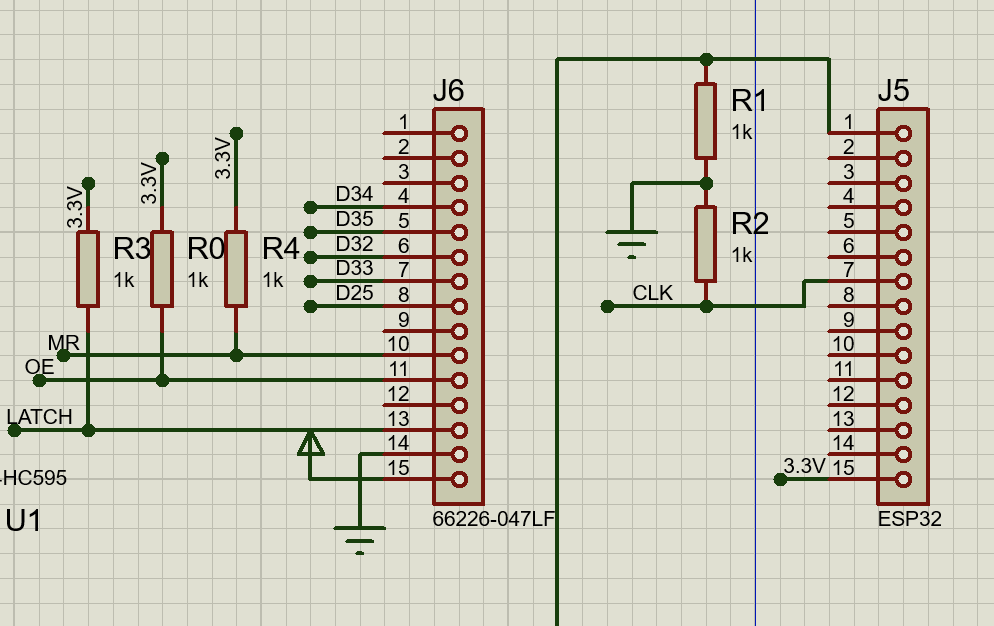 J6
J5
R1
1k
1
2
3
4
5
6
7
8
9
10
11
12
13
14
15
D34
D35
D32
D33
D25
3.3V
3.3V
3.3V
R3
1k
R0
1k
R4
1k
MR
OE
LATCH
-HC595
U1
66226-047LF
R2
1k
CLK
1
2
3
4
5
6
7
8
9
10
11
12
13
14
15
3.3V
ESP32